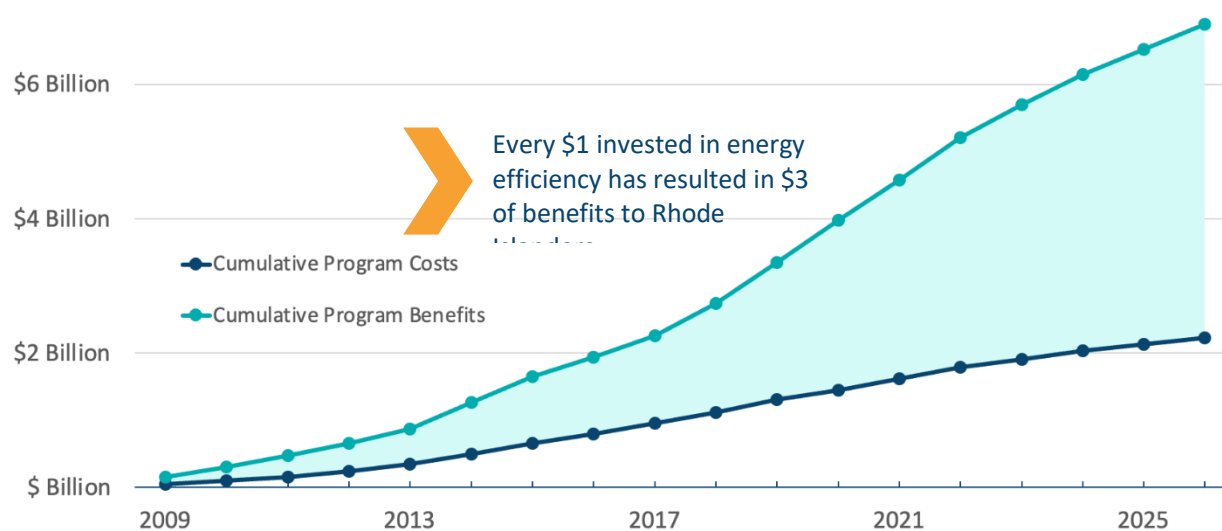 $6 Billion
Every $1 invested in energy
efficiency has resulted in $3
$4 Billion
of benefits to Rhode
Cumulative Program Costs
Cumulative Program Benefits
$2 Billion
$ Billion
2009
2013
2017
2021
2025